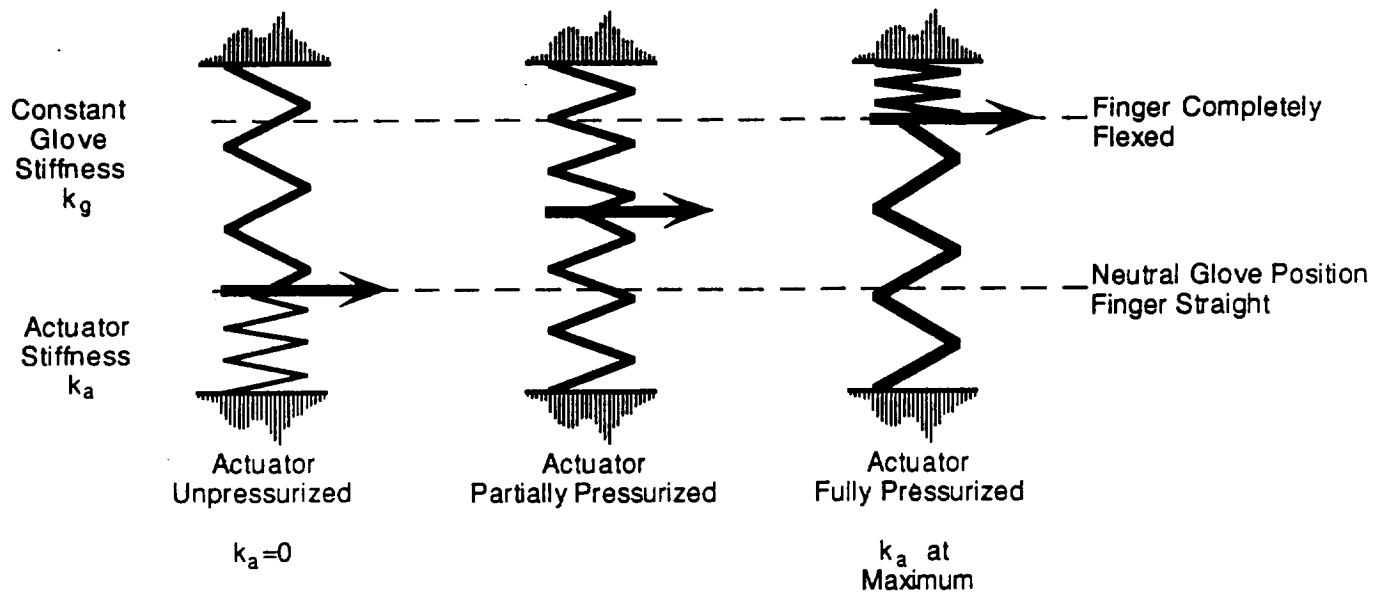 Constant
Glove
Stiffness
kg
Actuator
Stiffness
ka
Finger Completely
Flexed
Neutral Glove Position
Finger Straight
Actuator
Unpressurized
ka=0
Actuator
Partially Pressurized
Actuator
Fully Pressurized
ka at
Maximum